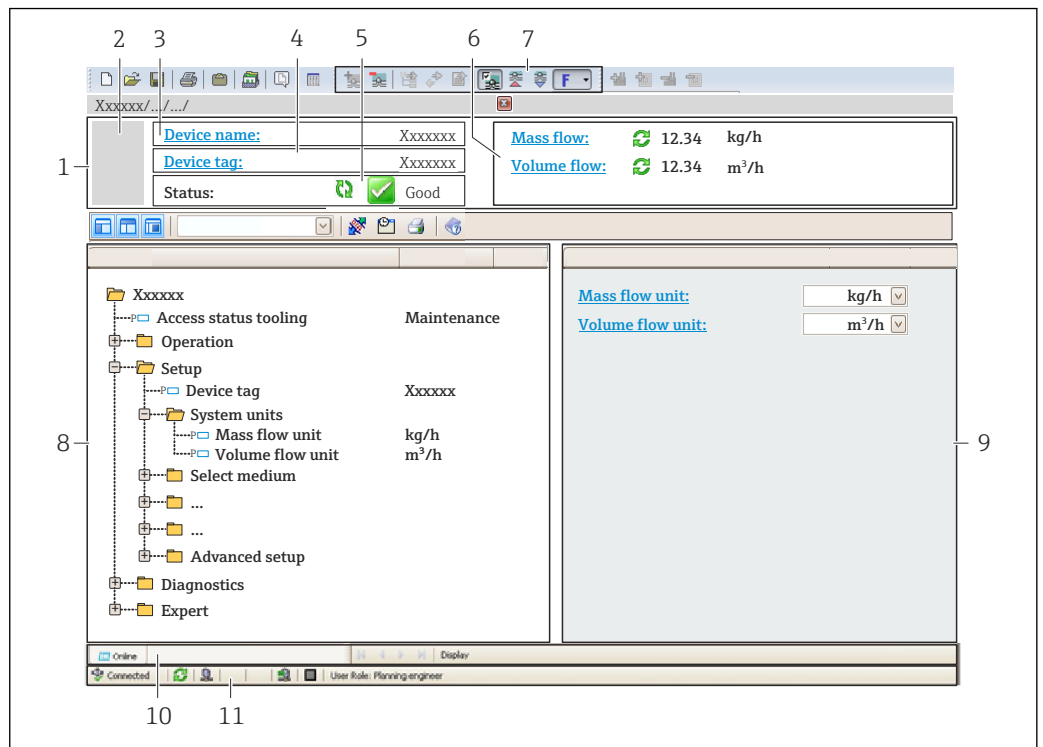 2 3 4 5 6 7
F
Xxxxxx/.../.../
Device name: Xxxxxxx
Mass flow: 12.34 kg/h
1
Device tag: Xxxxxxx
Volume flow: 12.34 m³/h
Status: Good
Xxxxxx
Mass flow unit: kg/h
P Access status tooling Maintenance
Volume flow unit: m³/h
Operation
Setup
P Device tag Xxxxxx
System units
P Mass flow unit kg/h
8
9
P Volume flow unit m³/h
Select medium
...
...
Advanced setup
Diagnostics
Expert
Online Display
Connected User Role: Planning engineer
10 11